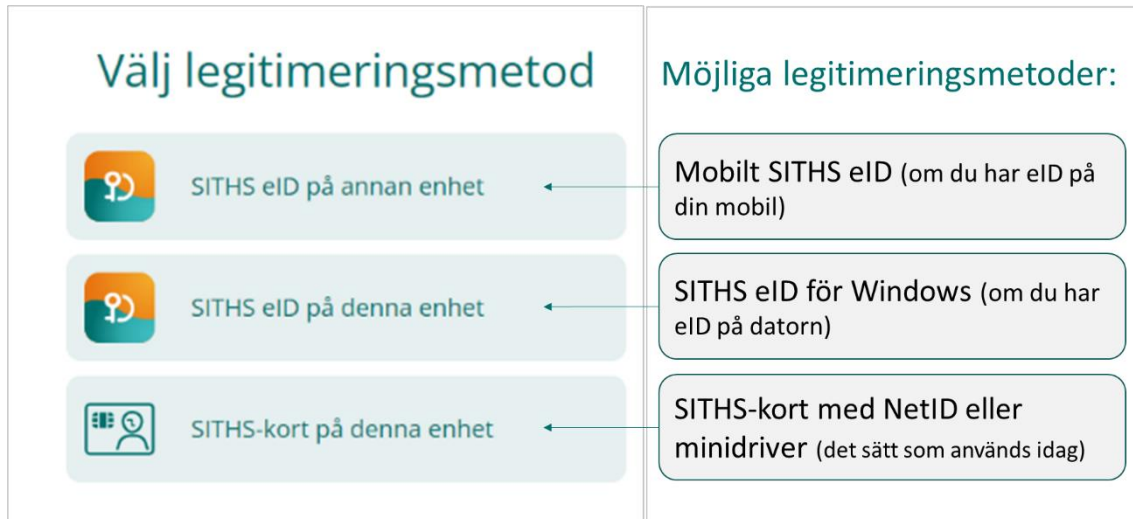 Välj legitimeringsmetod
SITHS eID på annan enhet
SITHS eID på denna enhet
SITHS-kort på denna enhet
Möjliga legitimeringsmetoder:
Mobilt SITHS eID (om du har eID på
din mobil)
SITHS eID för Windows (om du har
eID på datorn)
SITHS-kort med NetID eller
minidriver (det sätt som används idag)